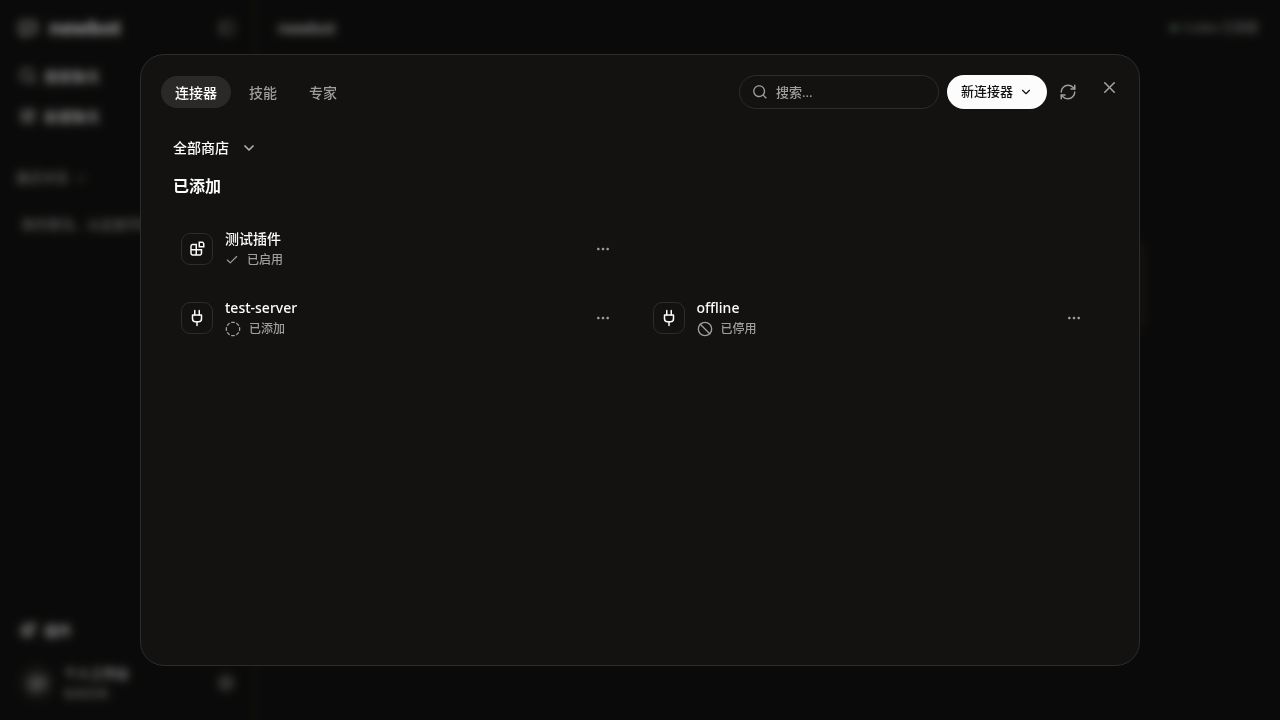 连接器 技能 专家 搜索... 新连接器
全部商店
已添加
测试插件
已启用
test-server
已添加
offline
已停用